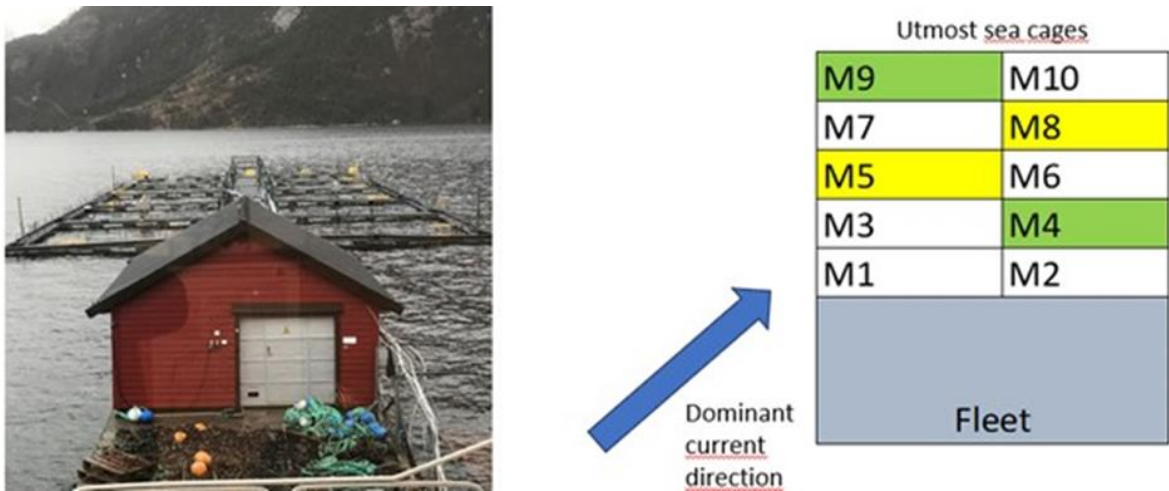 Utmost sea cages
M9 M10
M7 M8
M5 M6
M3 M4
M1 M2
Fleet
Dominant
current
direction